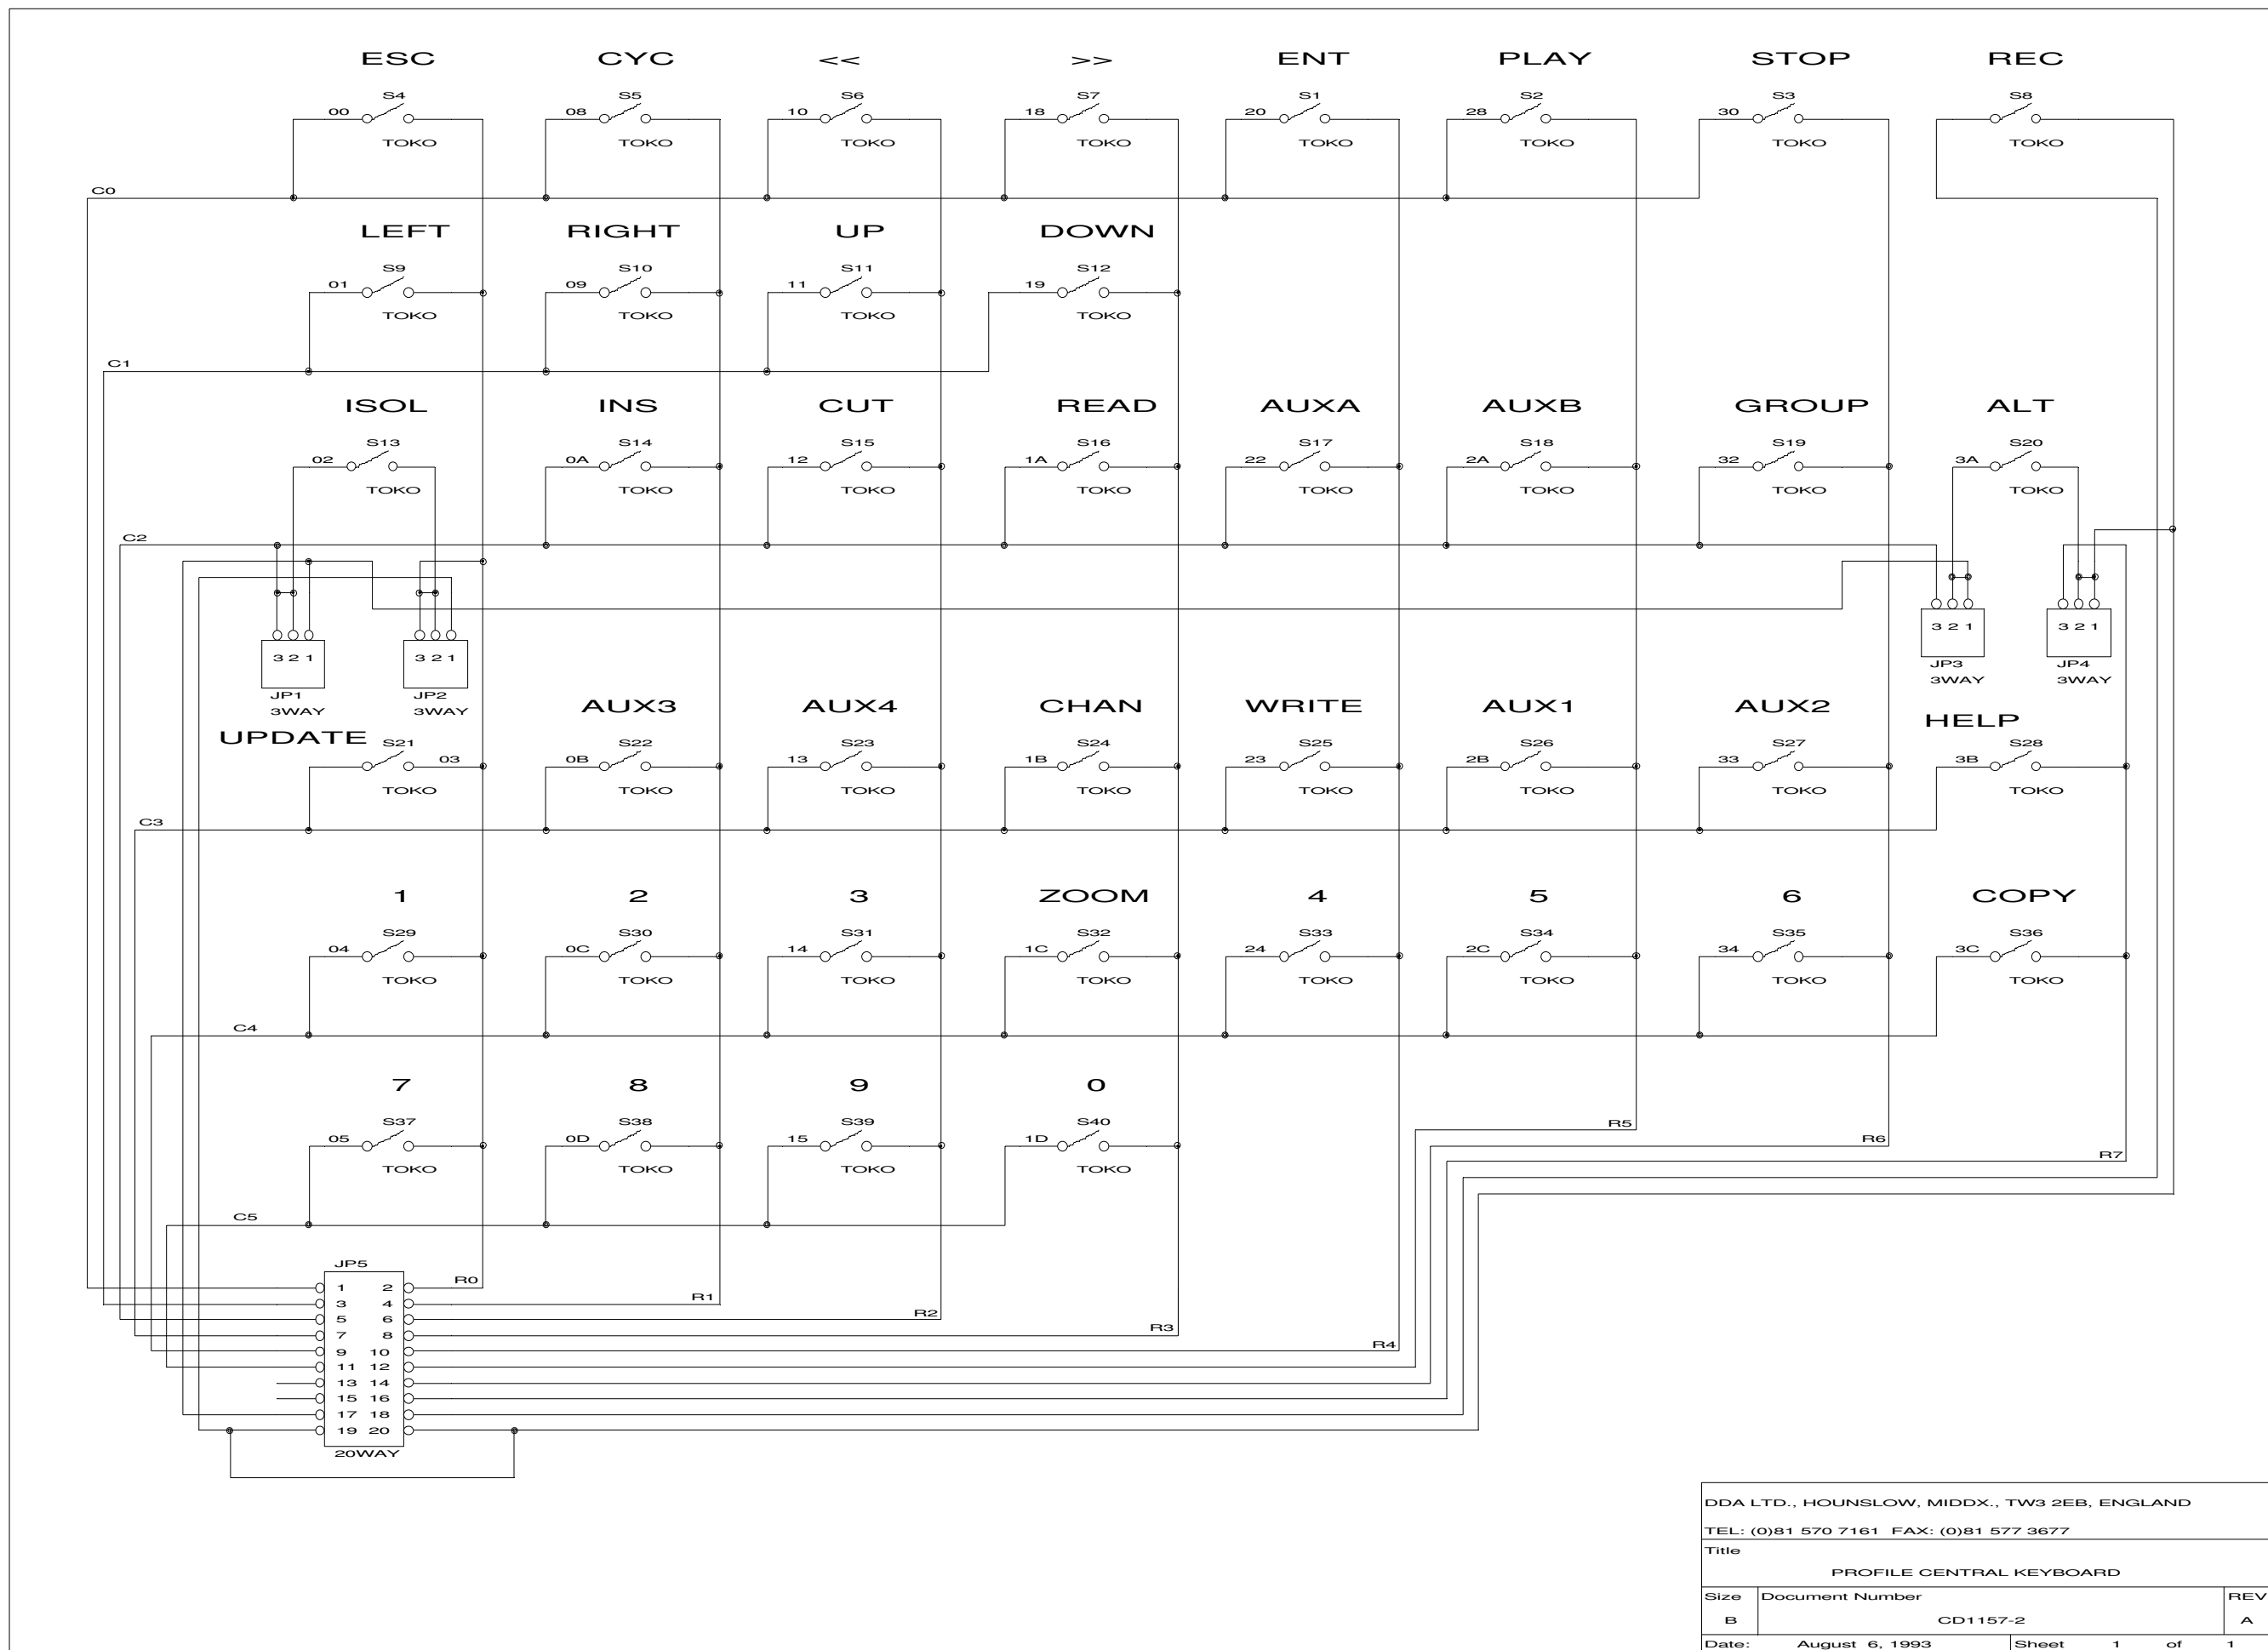 ESC CYC << >> ENT PLAY STOP REC
S4 S5 S6 S7 S1 S2 S3 S8
00 08 10 18 20 28 30
TOKO TOKO TOKO TOKO TOKO TOKO TOKO TOKO
C0
LEFT RIGHT UP DOWN
S9 S10 S11 S12
01 09 11 19
TOKO TOKO TOKO TOKO
C1
ISOL INS CUT READ AUXA AUXB GROUP ALT
S13 S14 S15 S16 S17 S18 S19 S20
02 0A 12 1A 22 2A 32 3A
TOKO TOKO TOKO TOKO TOKO TOKO TOKO TOKO
C2
3 2 1 3 2 1
JP3 JP4
3WAY 3WAY
3 2 1 3 2 1
JP1 JP2
3WAY 3WAY
AUX3 AUX4 CHAN WRITE AUX1 AUX2 HELP
UPDATE S21 S22 S23 S24 S25 S26 S27 S28
03 0B 13 1B 23 2B 33 3B
TOKO TOKO TOKO TOKO TOKO TOKO TOKO TOKO
C3
1 2 3 ZOOM 4 5 6 COPY
S29 S30 S31 S32 S33 S34 S35 S36
04 0C 14 1C 24 2C 34 3C
TOKO TOKO TOKO TOKO TOKO TOKO TOKO TOKO
C4
7 8 9 0
S37 S38 S39 S40
05 0D 15 1D
TOKO TOKO TOKO TOKO
R5
R6
R7
C5
JP5
1 2 R0
3 4 R1
5 6 R2
7 8 R3
9 10 R4
11 12
13 14
15 16
17 18
19 20
20WAY
DDA LTD., HOUNSLOW, MIDDX., TW3 2EB, ENGLAND
TEL: (0)81 570 7161 FAX: (0)81 577 3677
Title
PROFILE CENTRAL KEYBOARD
Size Document Number REV
B CD1157-2 A
Date: August 6, 1993 Sheet 1 of 1